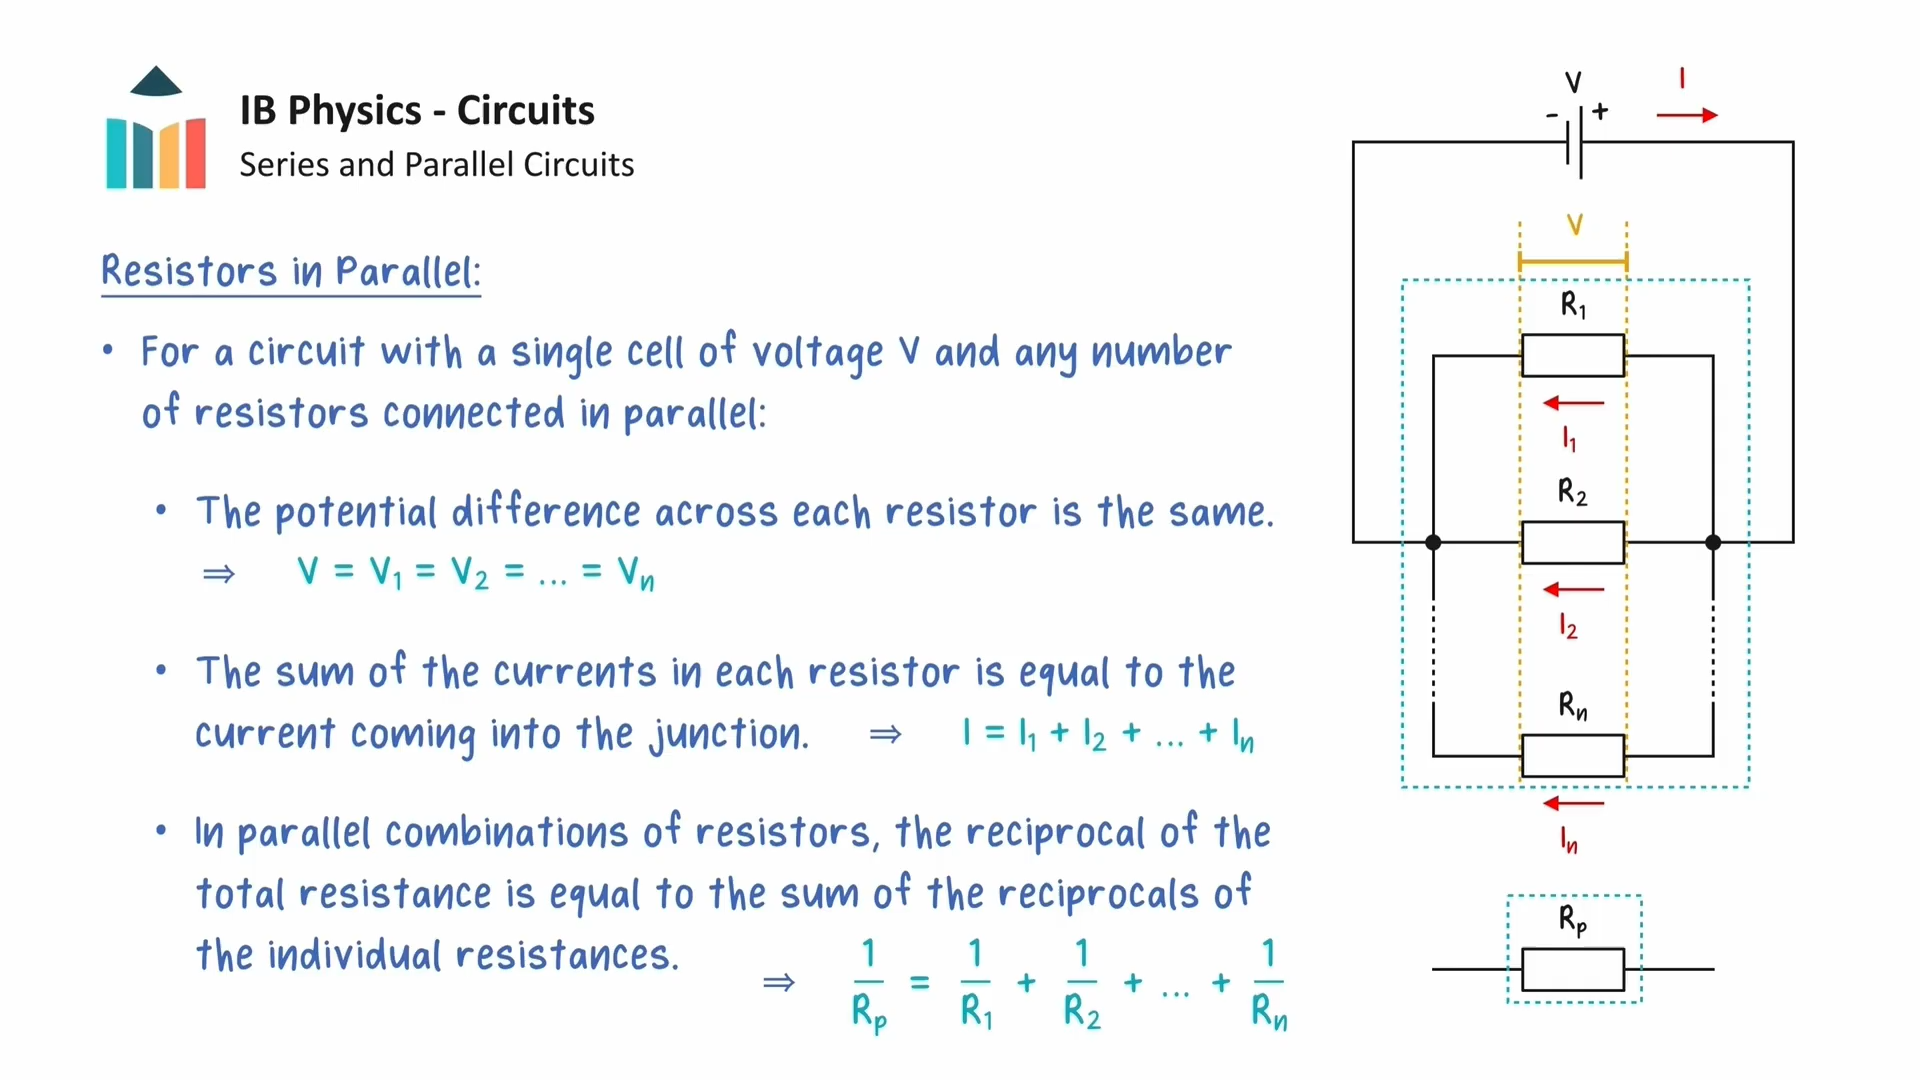 IB Physics - Circuits
Series and Parallel Circuits
Resistors in Parallel:
• For a circuit with a single cell of voltage V and any number
of resistors connected in parallel:
• The potential difference across each resistor is the same.
⇒ V = V₁ = V₂ = ... = Vₙ
• The sum of the currents in each resistor is equal to the
current coming into the junction. ⇒ I = I₁ + I₂ + ... + Iₙ
• In parallel combinations of resistors, the reciprocal of the
total resistance is equal to the sum of the reciprocals of
the individual resistances.
⇒ 1/Rₚ = 1/R₁ + 1/R₂ + ... + 1/Rₙ
V
I
- +
V
R₁
I₁
R₂
I₂
Rₙ
Iₙ
Rₚ